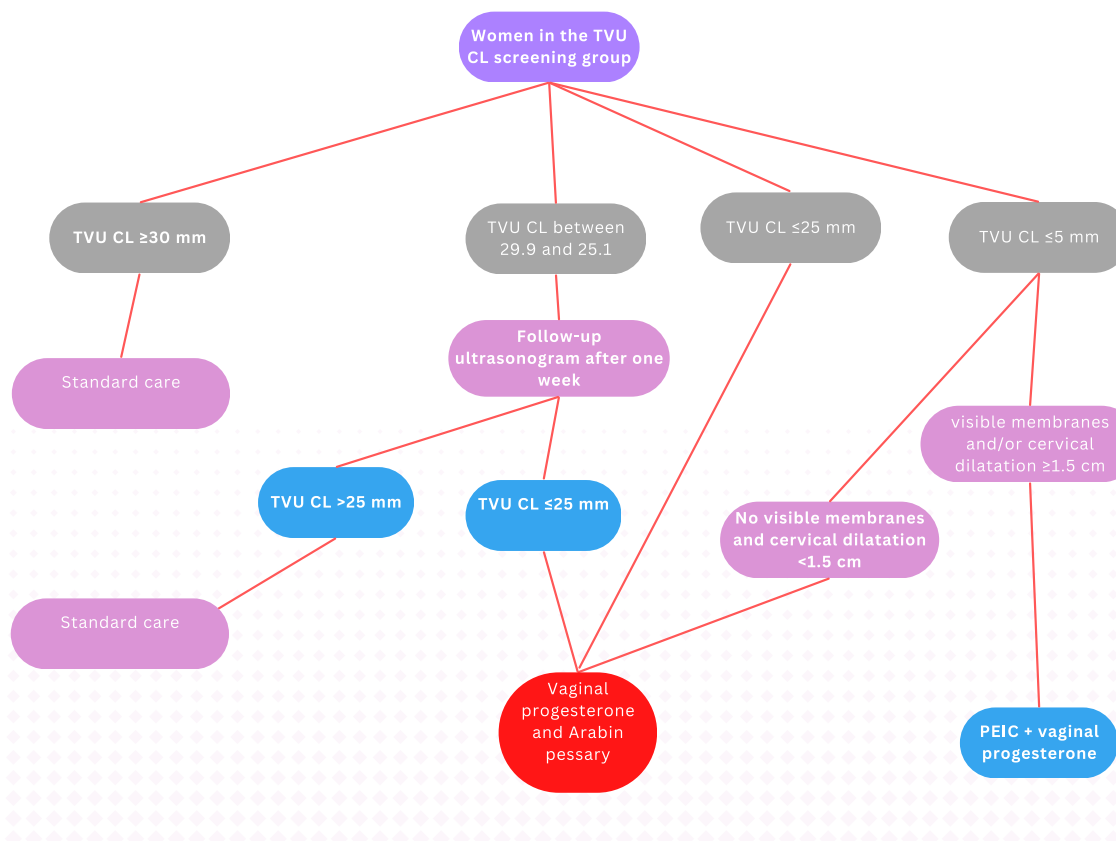 Women in the TVU
CL screening group
TVU CL ≥30 mm
TVU CL between
29.9 and 25.1
TVU CL ≤25 mm
TVU CL ≤5 mm
Follow-up
ultrasonogram after one
week
Standard care
visible membranes
and/or cervical
dilatation ≥1.5 cm
TVU CL >25 mm
TVU CL ≤25 mm
No visible membranes
and cervical dilatation
<1.5 cm
Standard care
Vaginal
progesterone
and Arabin
pessary
PEIC + vaginal
progesterone